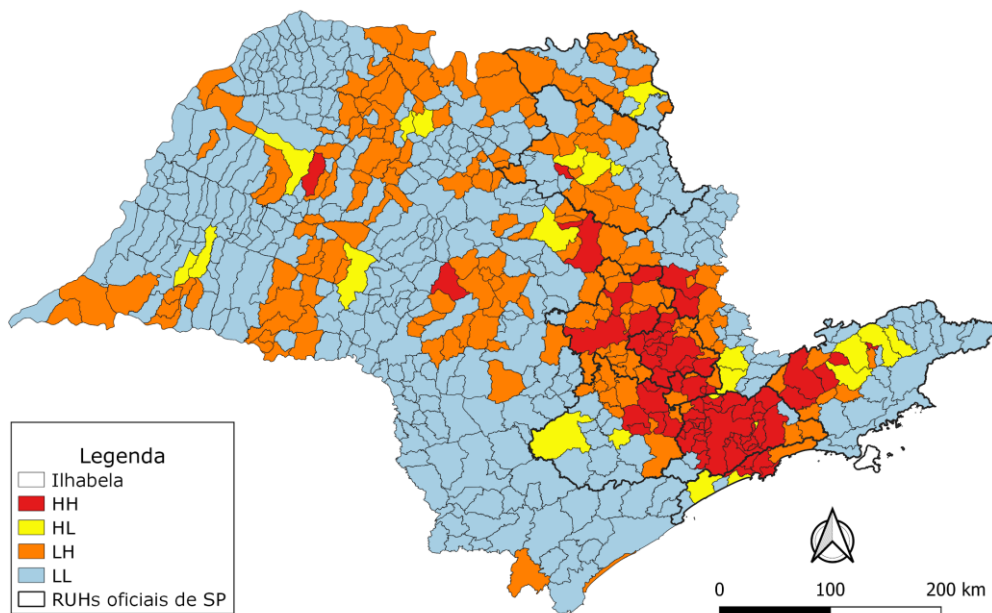 Legenda
Ilhabela
HH
HL
LH
LL
RUHs oficiais de SP
0 100 200 km